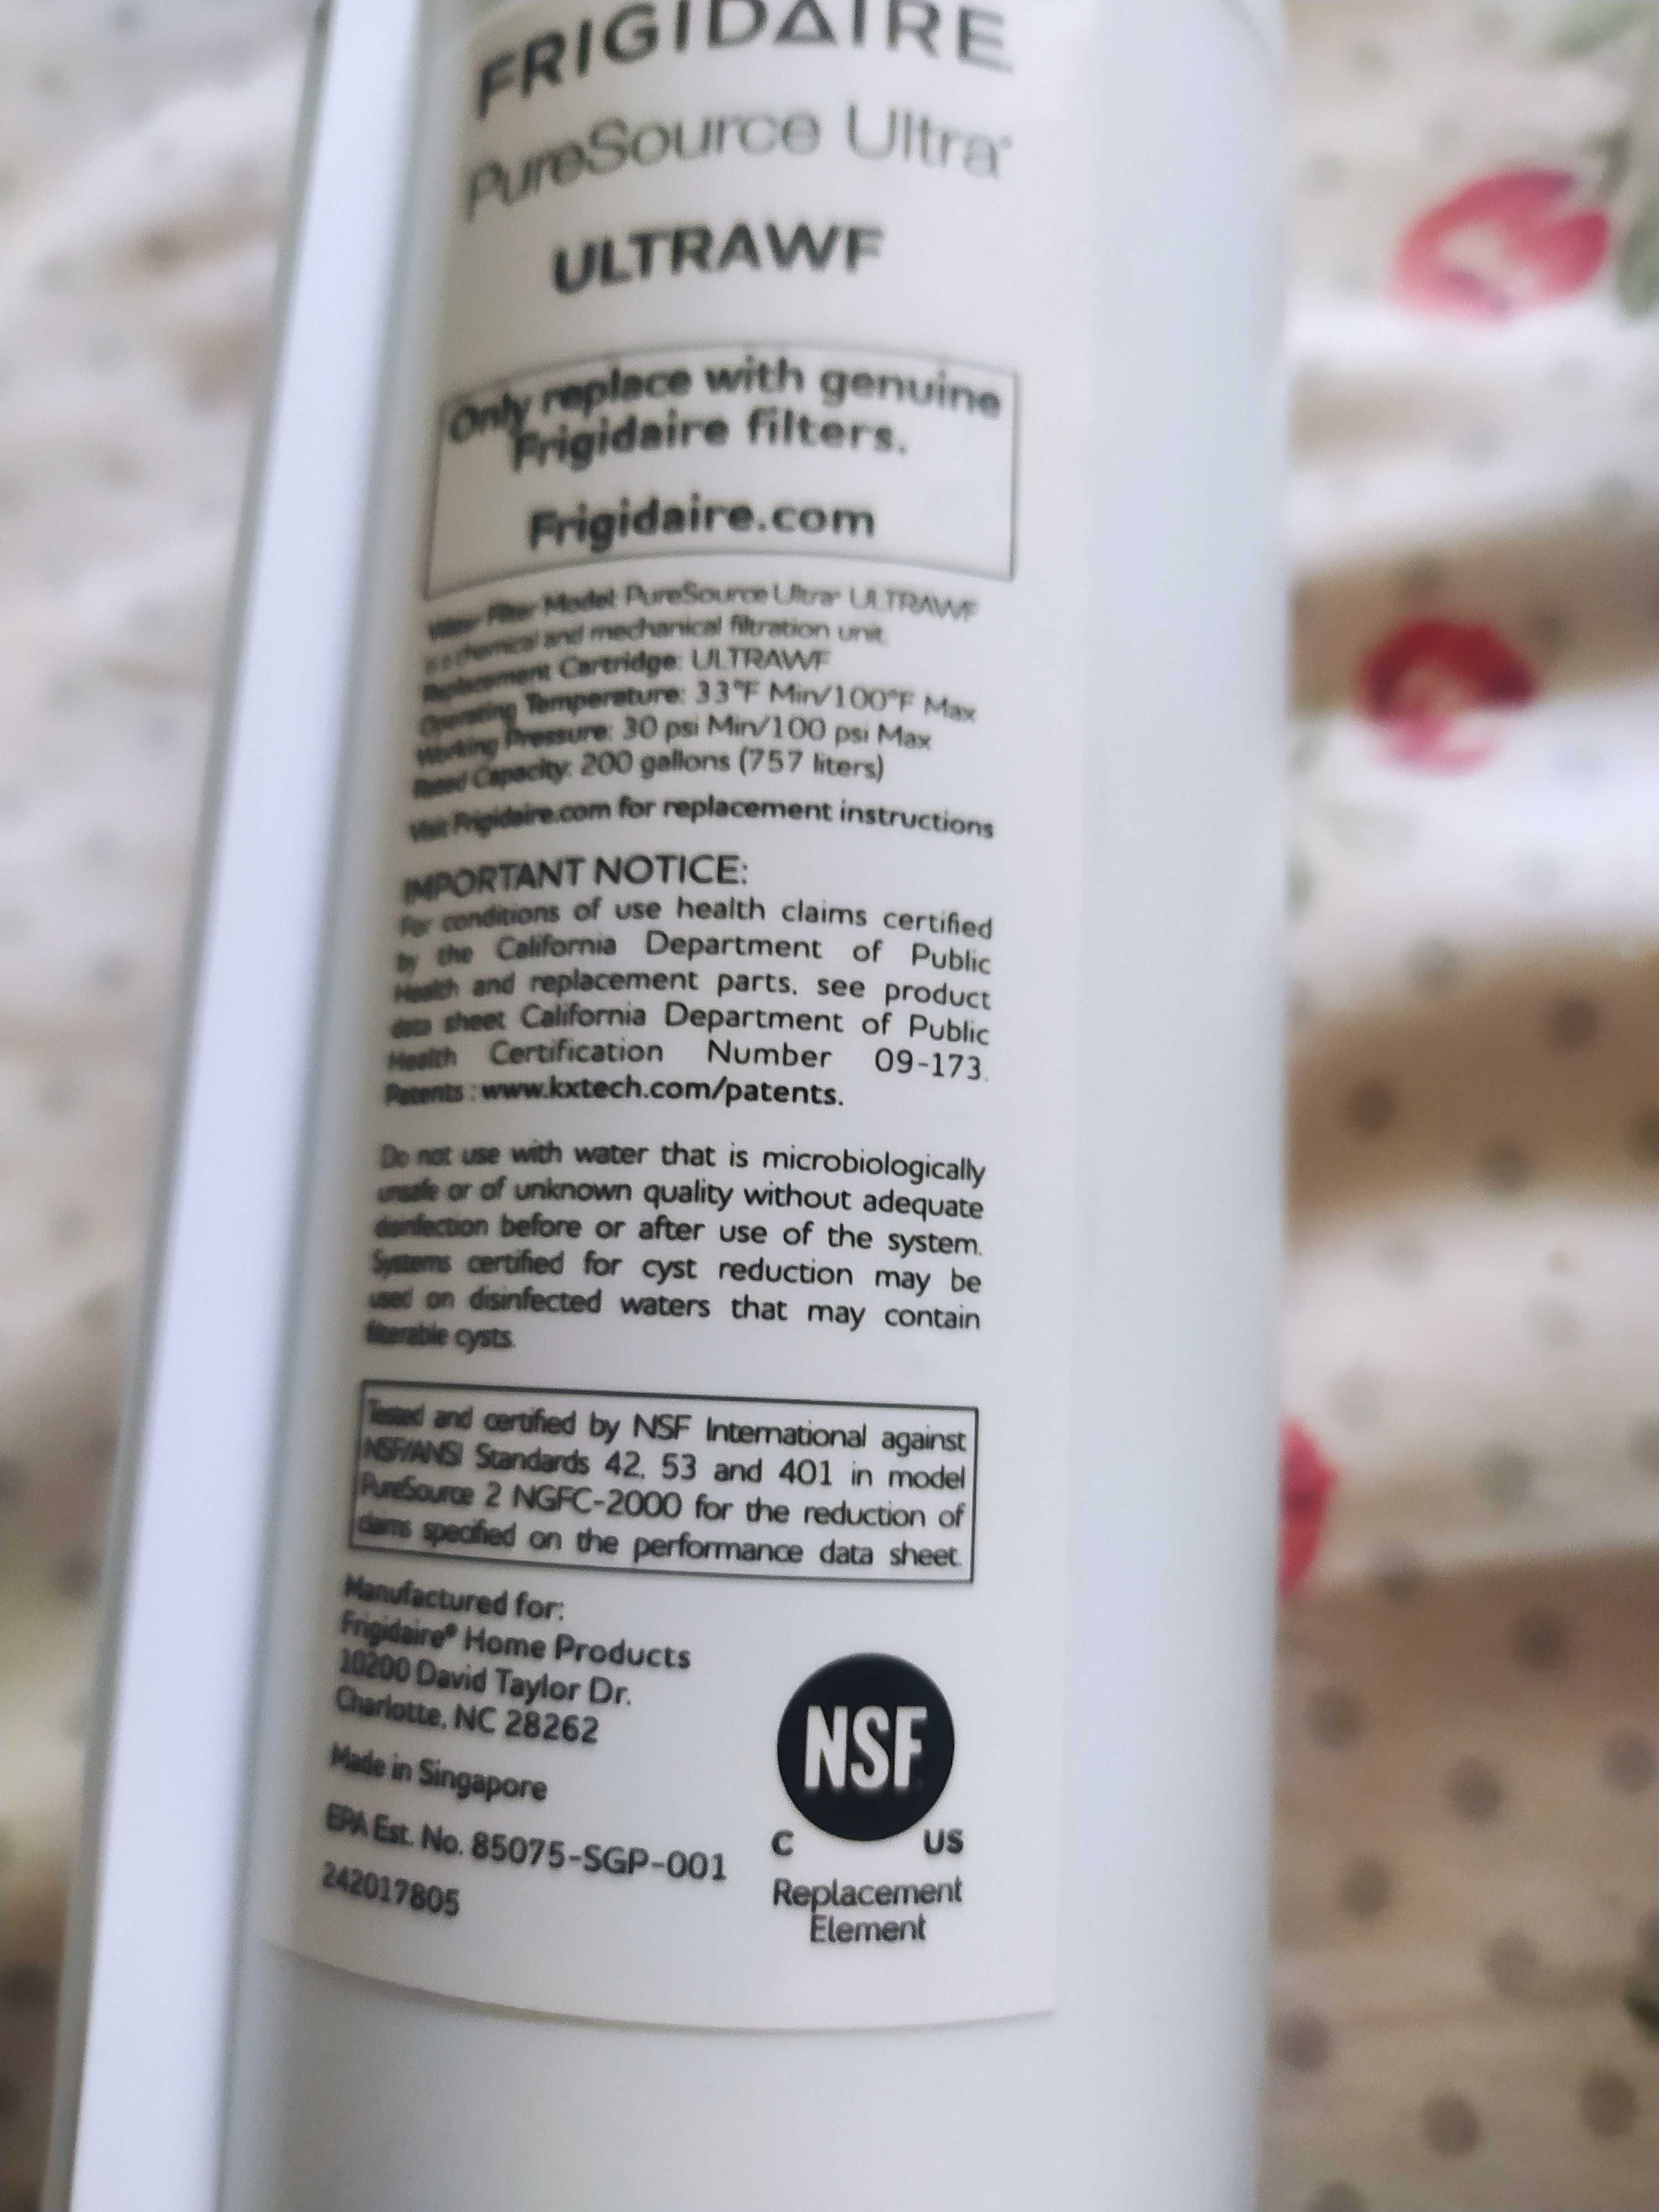 FRIGIDAIRE
PureSource Ultra®
ULTRAWF
Only replace with genuine
Frigidaire filters.
Frigidaire.com
Water Filter Model: PureSource Ultra® ULTRAWF
is a chemical and mechanical filtration unit.
Replacement Cartridge: ULTRAWF
Operating Temperature: 33°F Min/100°F Max
Working Pressure: 30 psi Min/100 psi Max
Rated Capacity: 200 gallons (757 liters)
Visit Frigidaire.com for replacement instructions
IMPORTANT NOTICE:
For conditions of use health claims certified
by the California Department of Public
Health and replacement parts, see product
data sheet California Department of Public
Health Certification Number 09-173.
Patents : www.kxtech.com/patents.
Do not use with water that is microbiologically
unsafe or of unknown quality without adequate
disinfection before or after use of the system.
Systems certified for cyst reduction may be
used on disinfected waters that may contain
filterable cysts.
Tested and certified by NSF International against
NSF/ANSI Standards 42, 53 and 401 in model
PureSource 2 NGFC-2000 for the reduction of
claims specified on the performance data sheet.
Manufactured for:
Frigidaire® Home Products
10200 David Taylor Dr.
Charlotte, NC 28262
Made in Singapore
EPA Est. No. 85075-SGP-001
242017805
NSF
C US
Replacement
Element